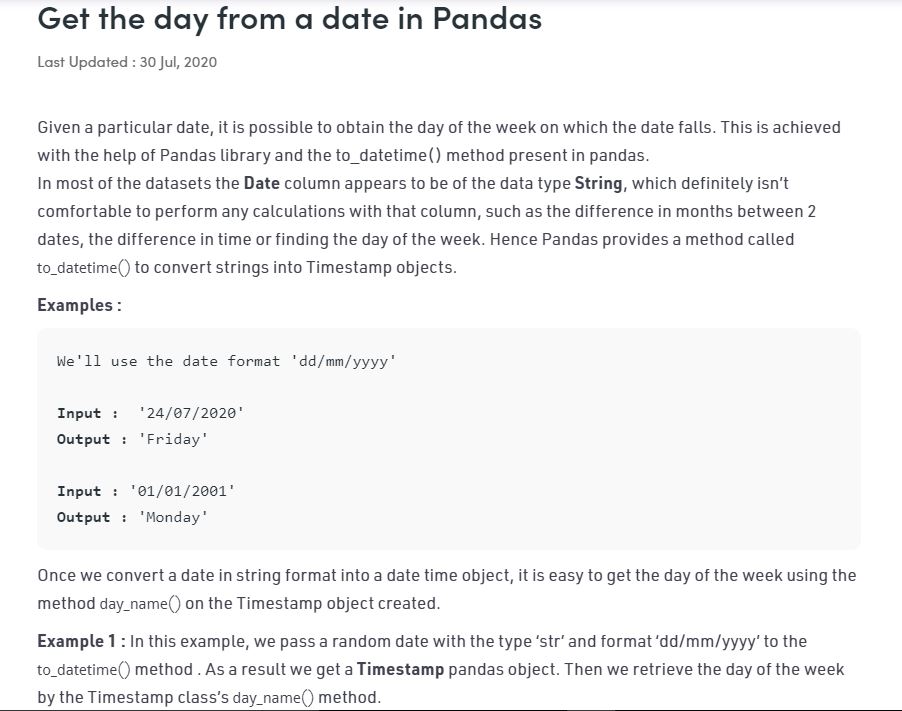 Get the day from a date in Pandas
Last Updated : 30 Jul, 2020
Given a particular date, it is possible to obtain the day of the week on which the date falls. This is achieved
with the help of Pandas library and the to_datetime() method present in pandas.
In most of the datasets the Date column appears to be of the data type String, which definitely isn’t
comfortable to perform any calculations with that column, such as the difference in months between 2
dates, the difference in time or finding the day of the week. Hence Pandas provides a method called
to_datetime() to convert strings into Timestamp objects.
Examples :
We'll use the date format 'dd/mm/yyyy'
Input :  '24/07/2020'
Output : 'Friday'
Input : '01/01/2001'
Output : 'Monday'
Once we convert a date in string format into a date time object, it is easy to get the day of the week using the
method day_name() on the Timestamp object created.
Example 1 : In this example, we pass a random date with the type ‘str’ and format ‘dd/mm/yyyy’ to the
to_datetime() method . As a result we get a Timestamp pandas object. Then we retrieve the day of the week
by the Timestamp class’s day_name() method.